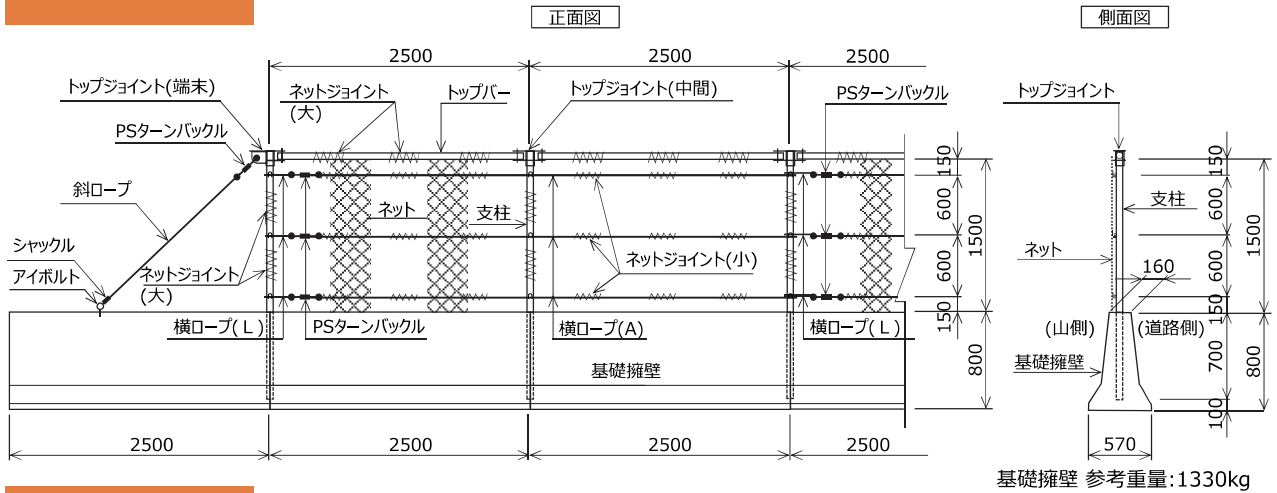 正面図
側面図
2500
2500
2500
トップジョイント(端末)
ネットジョイント
(大)
トップバー
トップジョイント(中間)
PSターンバックル
トップジョイント
PSターンバックル
斜ロープ
ネット
支柱
シャックル
アイボルト
ネットジョイント
(大)
ネットジョイント(小)
横ロープ(L)
PSターンバックル
横ロープ(A)
横ロープ(L)
基礎擁壁
150
600
600
150
1500
800
2500
2500
2500
2500
支柱
ネット
160
(山側)
(道路側)
基礎擁壁
150
600
600
150
700
100
1500
800
570
基礎擁壁 参考重量:1330kg